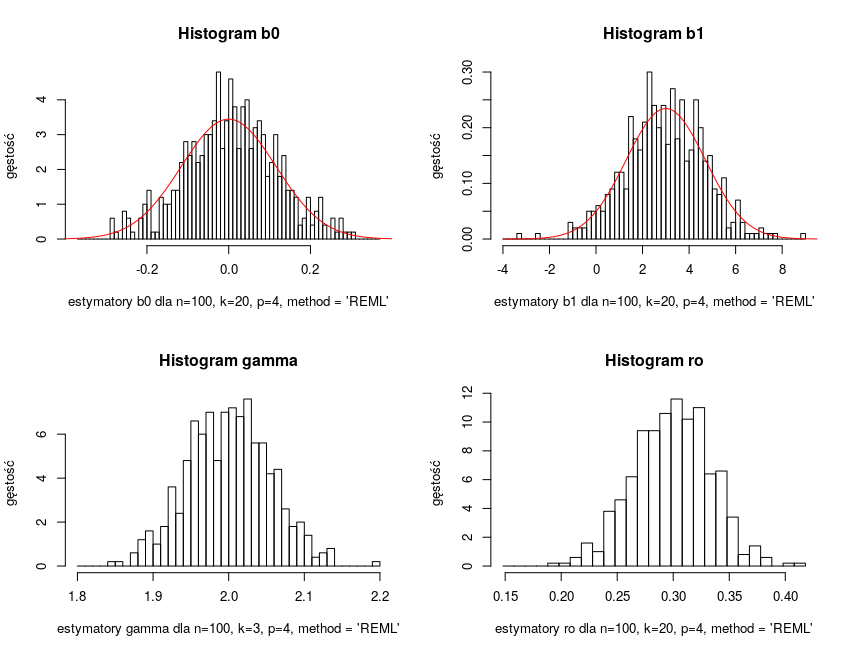 Histogram b0
gęstość
0 1 2 3 4
-0.2 0.0 0.2
estymatory b0 dla n=100, k=20, p=4, method = 'REML'
Histogram b1
gęstość
0.00 0.10 0.20 0.30
-4 -2 0 2 4 6 8
estymatory b1 dla n=100, k=20, p=4, method = 'REML'
Histogram gamma
gęstość
0 2 4 6
1.8 1.9 2.0 2.1 2.2
estymatory gamma dla n=100, k=3, p=4, method = 'REML'
Histogram ro
gęstość
0 2 4 6 8 10 12
0.15 0.20 0.25 0.30 0.35 0.40
estymatory ro dla n=100, k=20, p=4, method = 'REML'